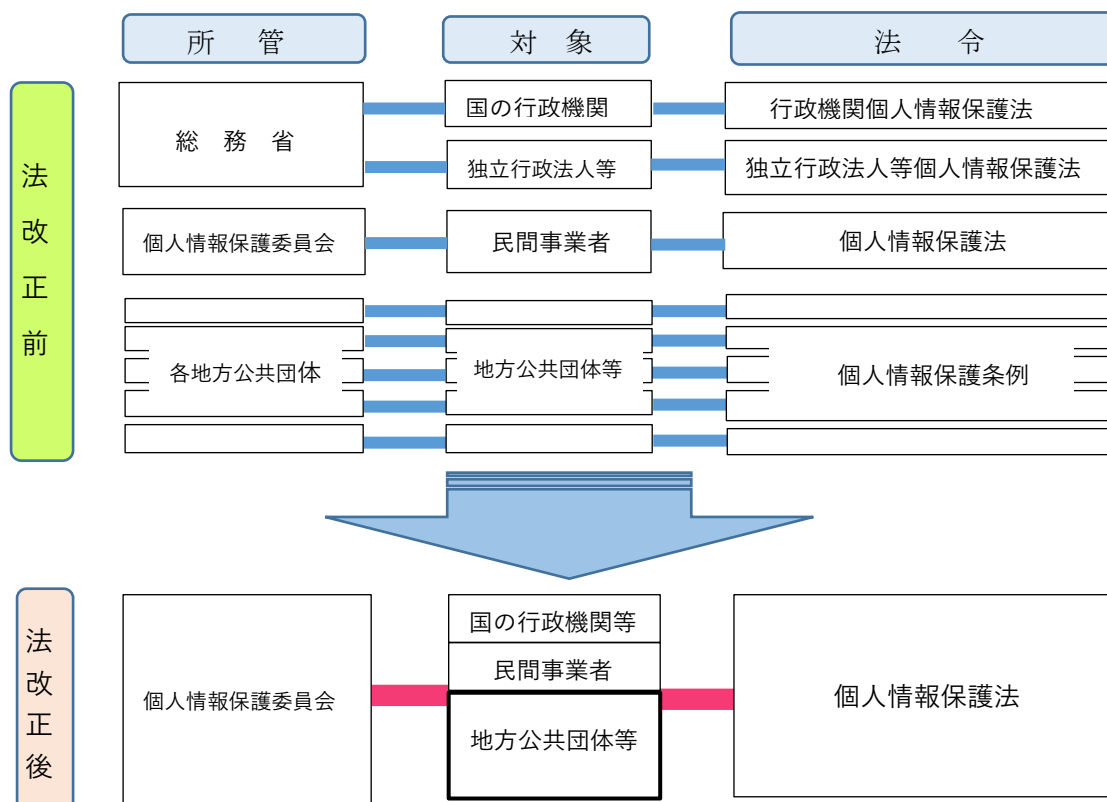 所管
対象
法令
法改正前
総務省
国の行政機関
行政機関個人情報保護法
独立行政法人等
独立行政法人等個人情報保護法
個人情報保護委員会
民間事業者
個人情報保護法
各地方公共団体
地方公共団体等
個人情報保護条例
法改正後
個人情報保護委員会
国の行政機関等
民間事業者
地方公共団体等
個人情報保護法